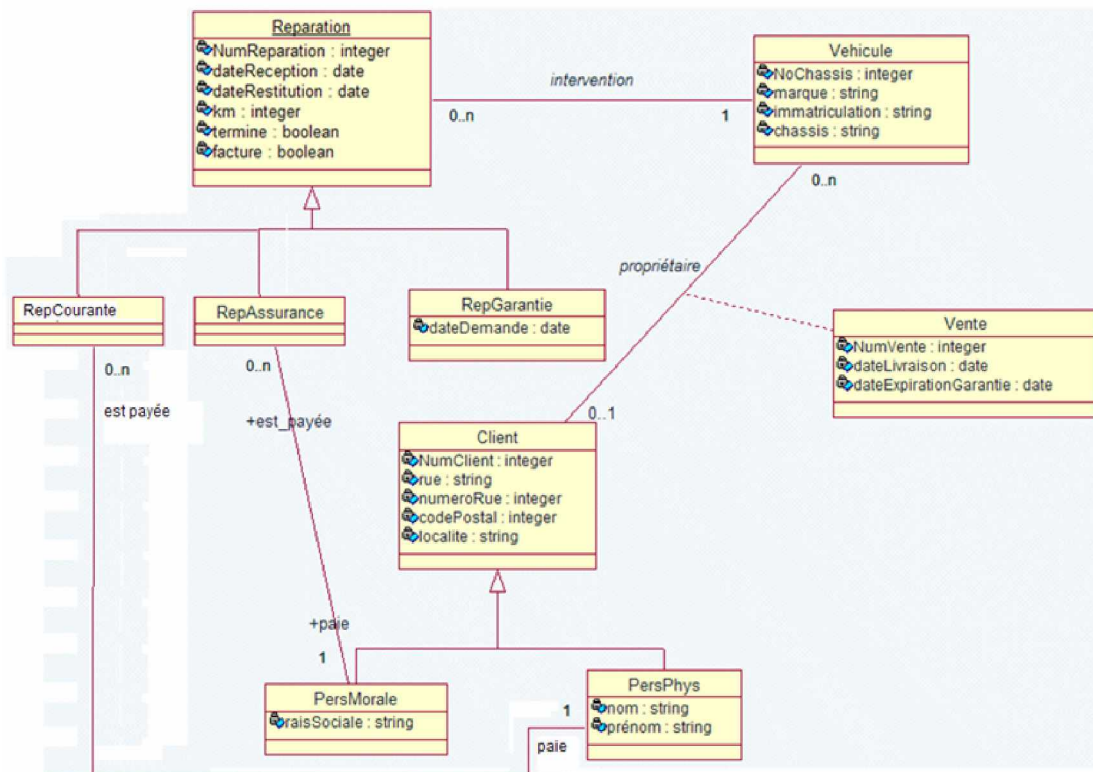 Reparation
NumReparation : integer
dateReception : date
dateRestitution : date
km : integer
termine : boolean
facture : boolean
intervention
0..n
1
Vehicule
NoChassis : integer
marque : string
immatriculation : string
chassis : string
0..n
propriétaire
RepCourante
RepAssurance
RepGarantie
dateDemande : date
Vente
NumVente : integer
dateLivraison : date
dateExpirationGarantie : date
0..n
est payée
0..n
+est_payée
0..1
Client
NumClient : integer
rue : string
numeroRue : integer
codePostal : integer
localite : string
+paie
1
PersMorale
raisSociale : string
PersPhys
nom : string
prénom : string
1
paie